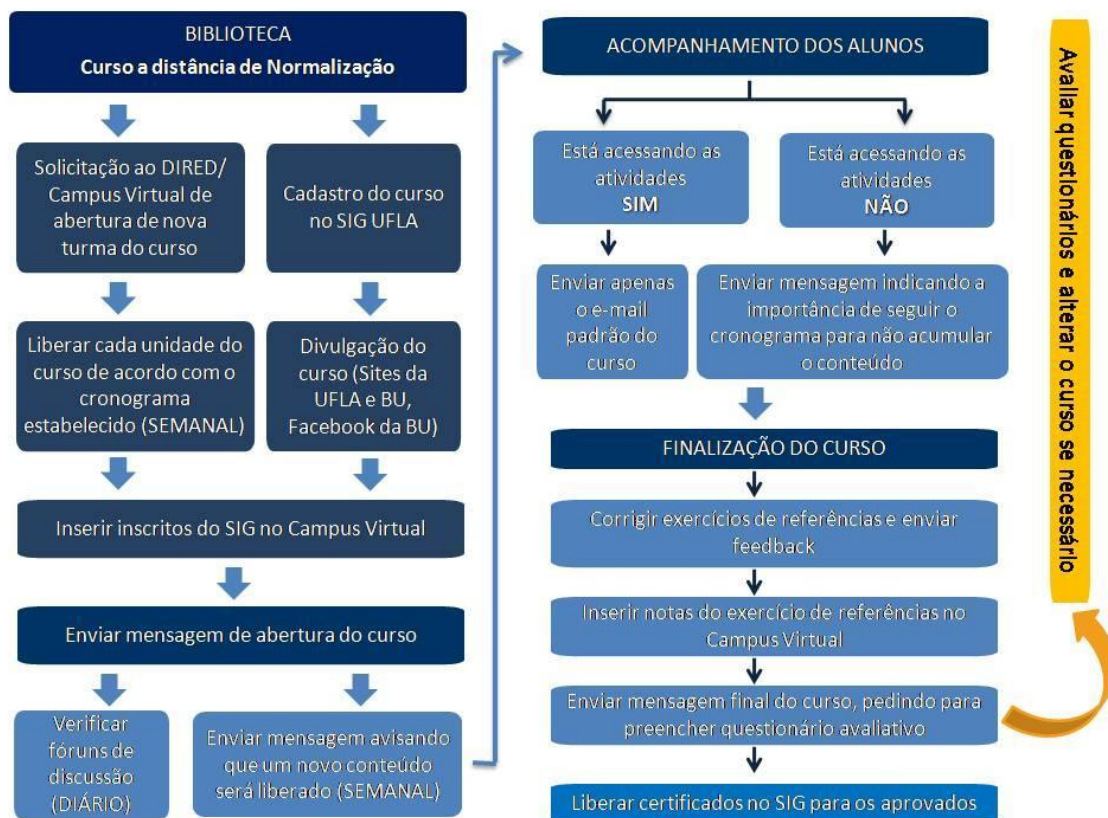 BIBLIOTECA
Curso a distância de Normalização
Solicitação ao DIRED/
Campus Virtual de
abertura de nova
turma do curso
Cadastro do curso
no SIG UFLA
Liberar cada unidade do
curso de acordo com o
cronograma
estabelecido (SEMANAL)
Divulgação do
curso (Sites da
UFLA e BU,
Facebook da BU)
Inserir inscritos do SIG no Campus Virtual
Enviar mensagem de abertura do curso
Verificar
fóruns de
discussão
(DIÁRIO)
Enviar mensagem avisando
que um novo conteúdo
será liberado (SEMANAL)
ACOMPANHAMENTO DOS ALUNOS
Está acessando as
atividades
SIM
Está acessando as
atividades
NÃO
Enviar apenas
o e-mail
padrão do
curso
Enviar mensagem indicando a
importância de seguir o
cronograma para não acumular
o conteúdo
FINALIZAÇÃO DO CURSO
Corrigir exercícios de referências e enviar
feedback
Inserir notas do exercício de referências no
Campus Virtual
Enviar mensagem final do curso, pedindo para
preencher questionário avaliativo
Liberar certificados no SIG para os aprovados
Avaliar questionários e alterar o curso se necessário